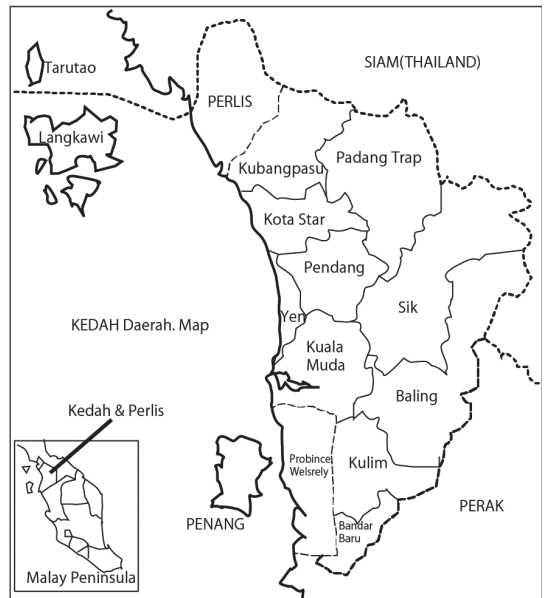 SIAM(THAILAND)
Tarutao
PERLIS
Langkawi
Kubangpasu
Padang Trap
Kota Star
Pendang
Yen
Sik
KEDAH Daerah. Map
Kuala
Muda
Baling
Kedah & Perlis
Probince
Welsrely
Kulim
PERAK
PENANG
Bandar
Baru
Malay Peninsula